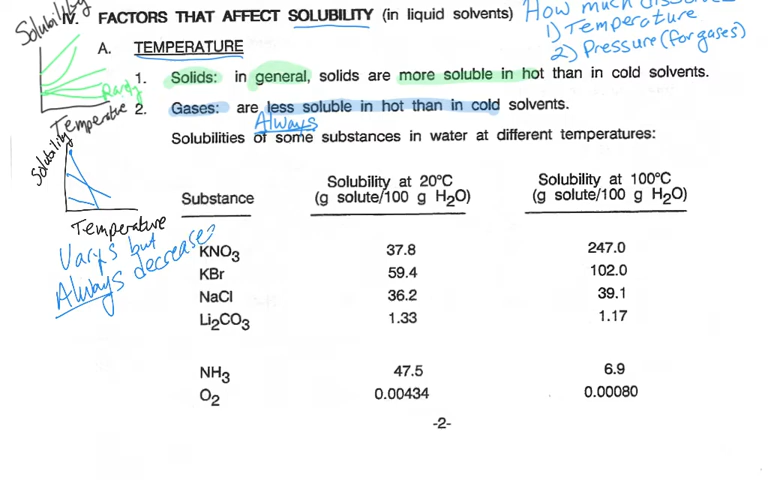 How much
IV. FACTORS THAT AFFECT SOLUBILITY (in liquid solvents)
1) Temperature
2) Pressure (for gases)
Solubility
A. TEMPERATURE
1. Solids: in general, solids are more soluble in hot than in cold solvents.
Rarely
Temperatue
2. Gases: are less soluble in hot than in cold solvents.
Always
Solubilities of some substances in water at different temperatures:
Solubility
Temperature
Varys but
Always decreases
Substance Solubility at 20°C (g solute/100 g H₂O) Solubility at 100°C (g solute/100 g H₂O)
KNO₃ 37.8 247.0
KBr 59.4 102.0
NaCl 36.2 39.1
Li₂CO₃ 1.33 1.17
NH₃ 47.5 6.9
O₂ 0.00434 0.00080
-2-